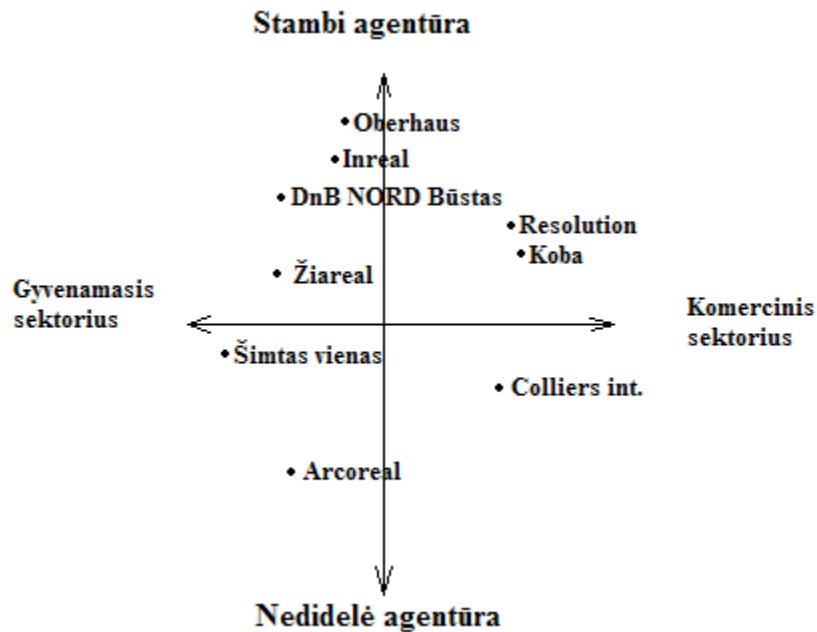 Stambi agentūra
Oberhaus
Inreal
DnB NORD Būstas
Resolution
Koba
Žiareal
Gyvenamasis
sektorius
Komercinis
sektorius
Šimtas vienas
Colliers int.
Arcoreal
Nedidelė agentūra